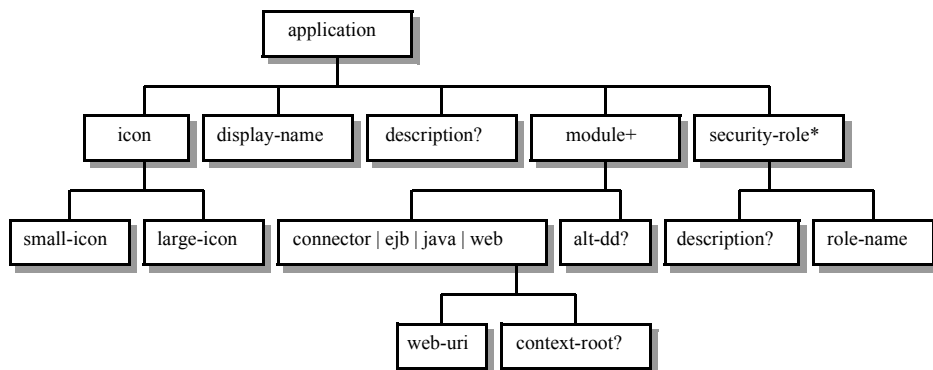 application
icon
display-name
description?
module+
security-role*
small-icon
large-icon
connector | ejb | java | web
alt-dd?
description?
role-name
web-uri
context-root?